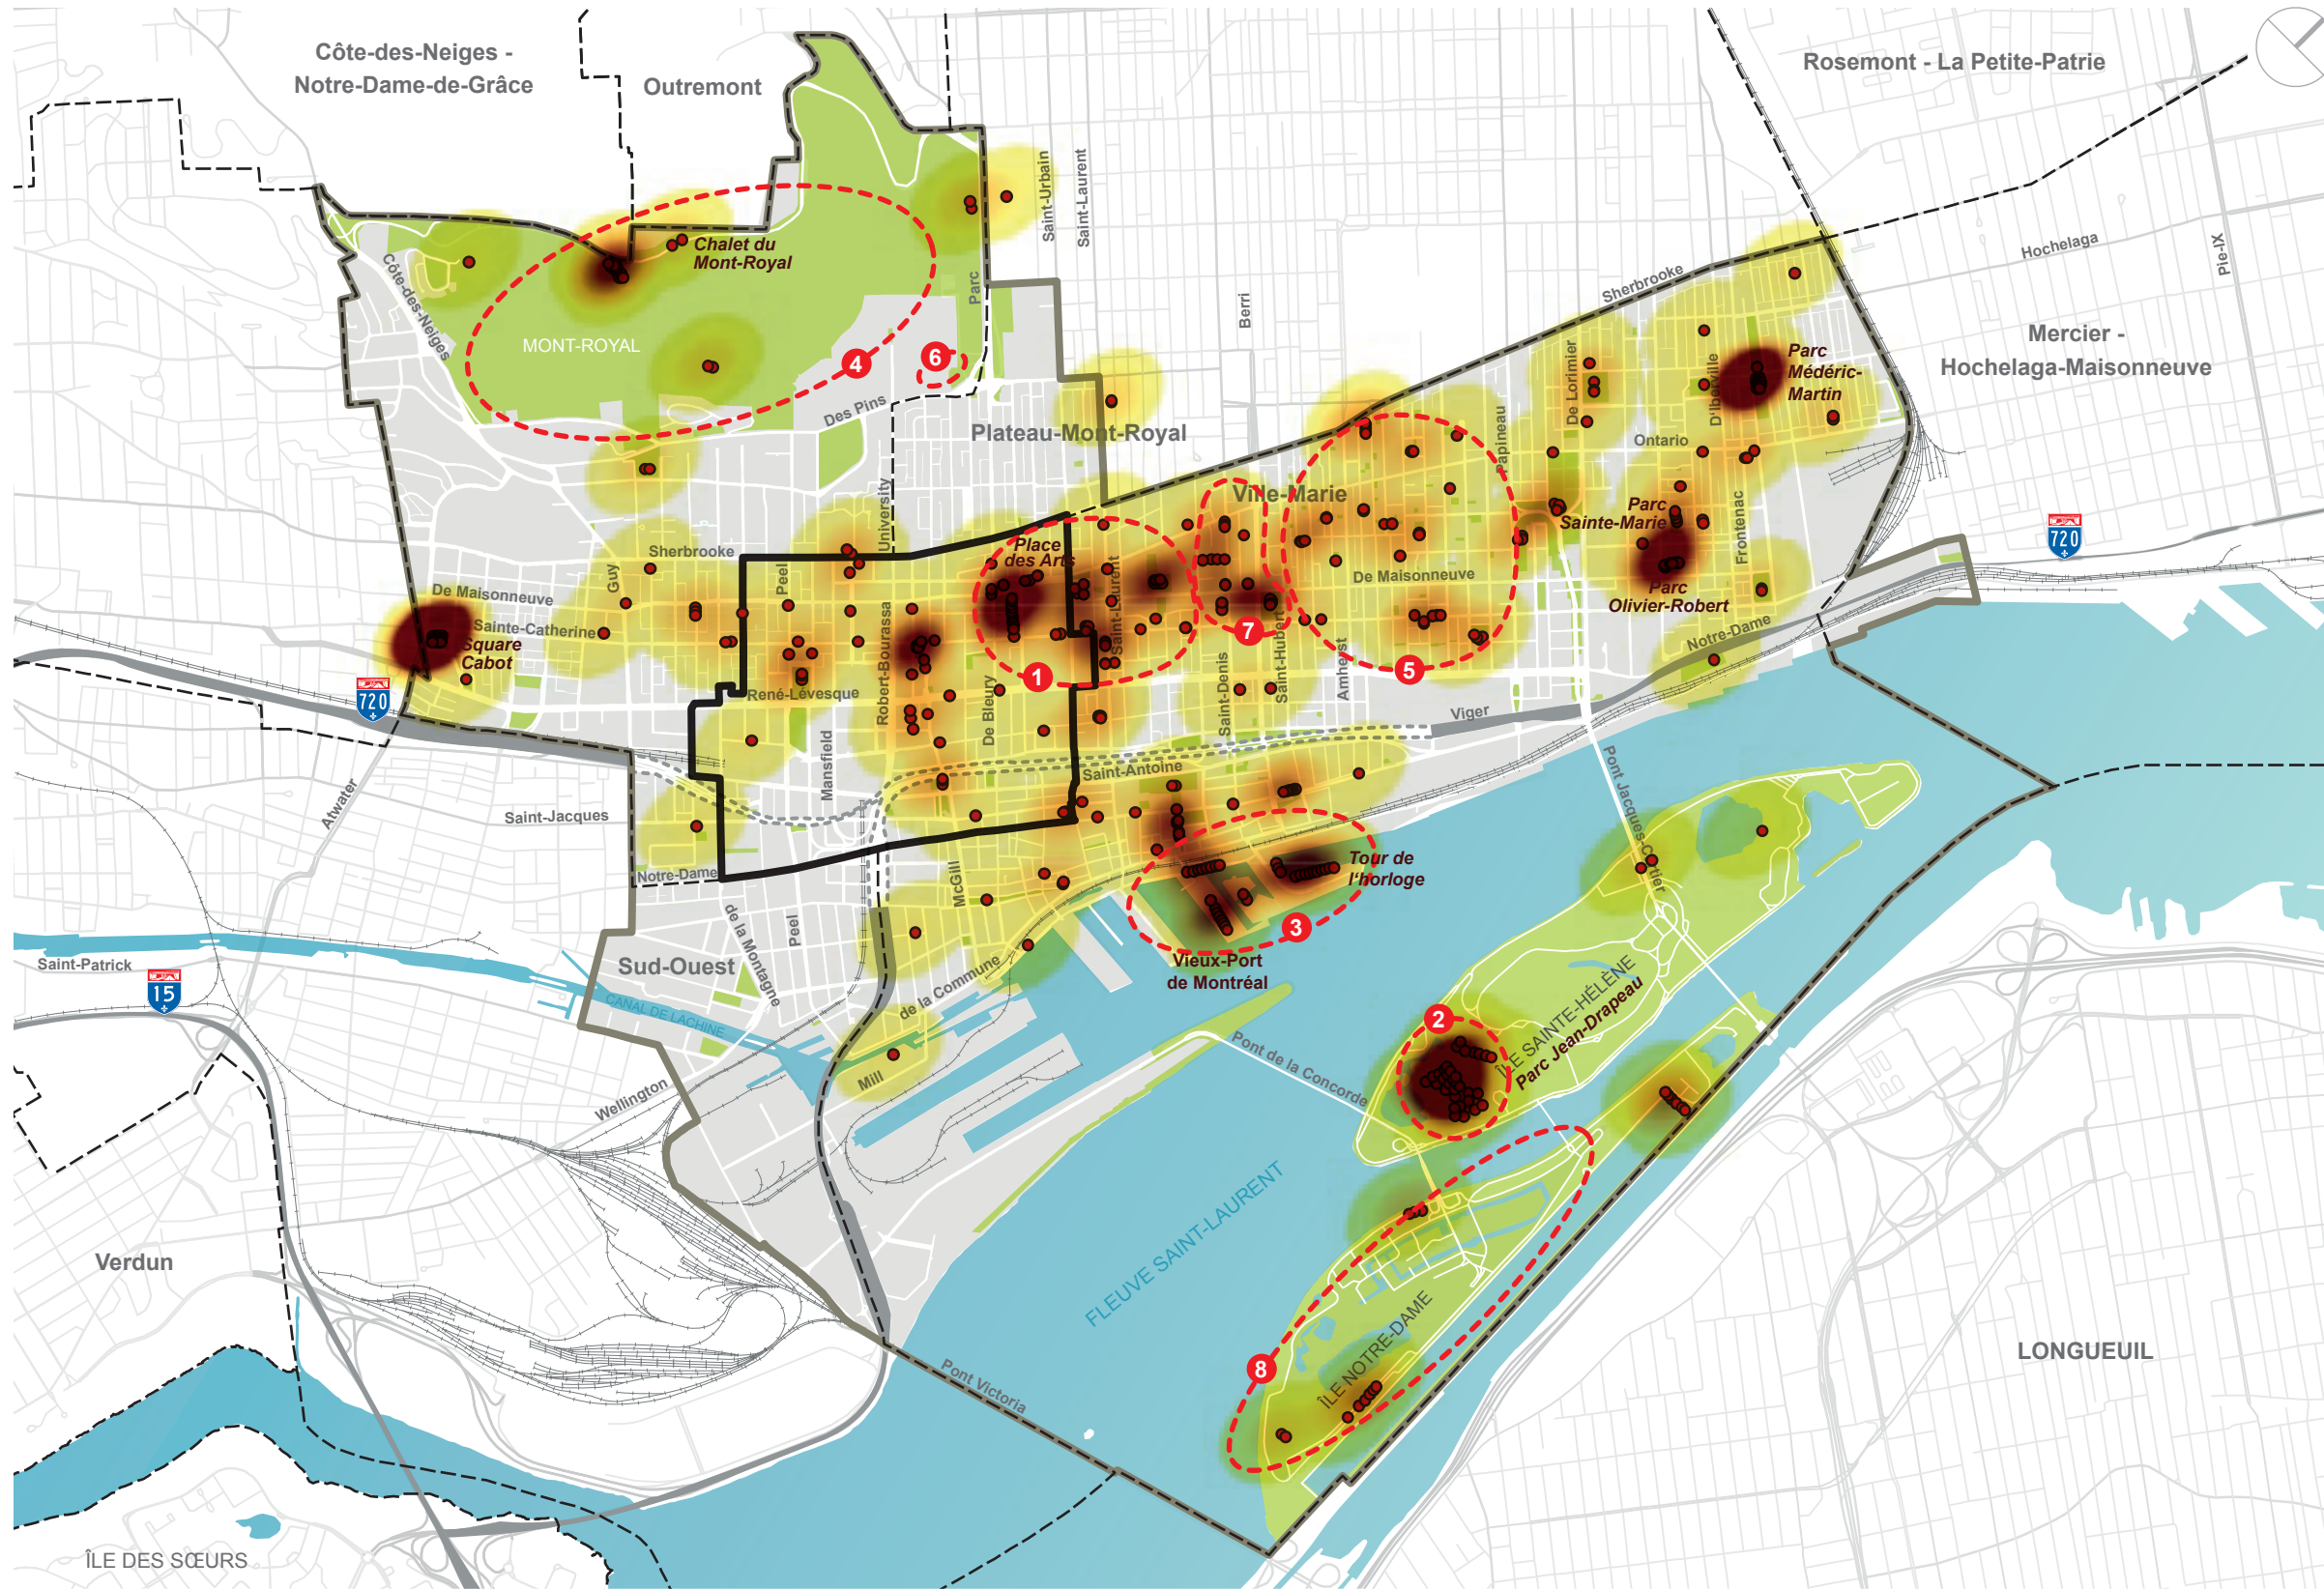 Côte-des-Neiges -
Notre-Dame-de-Grâce
Outremont
Rosemont - La Petite-Patrie
Saint-Urbain
Saint-Laurent
Hochelaga
Pie-IX
Chalet du
Mont-Royal
Côte-des-Neiges
Parc
Sherbrooke
Berri
MONT-ROYAL
4
6
Mercier -
Hochelaga-Maisonneuve
De Lorimier
D'Iberville
Parc
Médéric-
Martin
Des Pins
Plateau-Mont-Royal
Papineau
Ontario
University
Ville-Marie
Parc
Sainte-Marie
Frontenac
720
Sherbrooke
Place
des Arts
Guy
Peel
De Maisonneuve
De Maisonneuve
Parc
Olivier-Robert
Sainte-Catherine
Square
Cabot
Saint-Laurent
7
Notre-Dame
1
5
720
René-Lévesque
Robert-Bourassa
De Bleury
Saint-Denis
Saint-Hubert
Amherst
Viger
Mansfield
Saint-Antoine
Pont Jacques-Cartier
Atwater
Saint-Jacques
Notre-Dame
McGill
Tour de
l'horloge
3
de la Montagne
Peel
Sud-Ouest
Saint-Patrick
15
Vieux-Port
de Montréal
de la Commune
CANAL DE LACHINE
2
ÎLE SAINTE-HÉLÈNE
Parc Jean-Drapeau
Pont de la Concorde
Mill
Wellington
FLEUVE SAINT-LAURENT
Verdun
8
ÎLE NOTRE-DAME
LONGUEUIL
Pont Victoria
ÎLE DES SŒURS